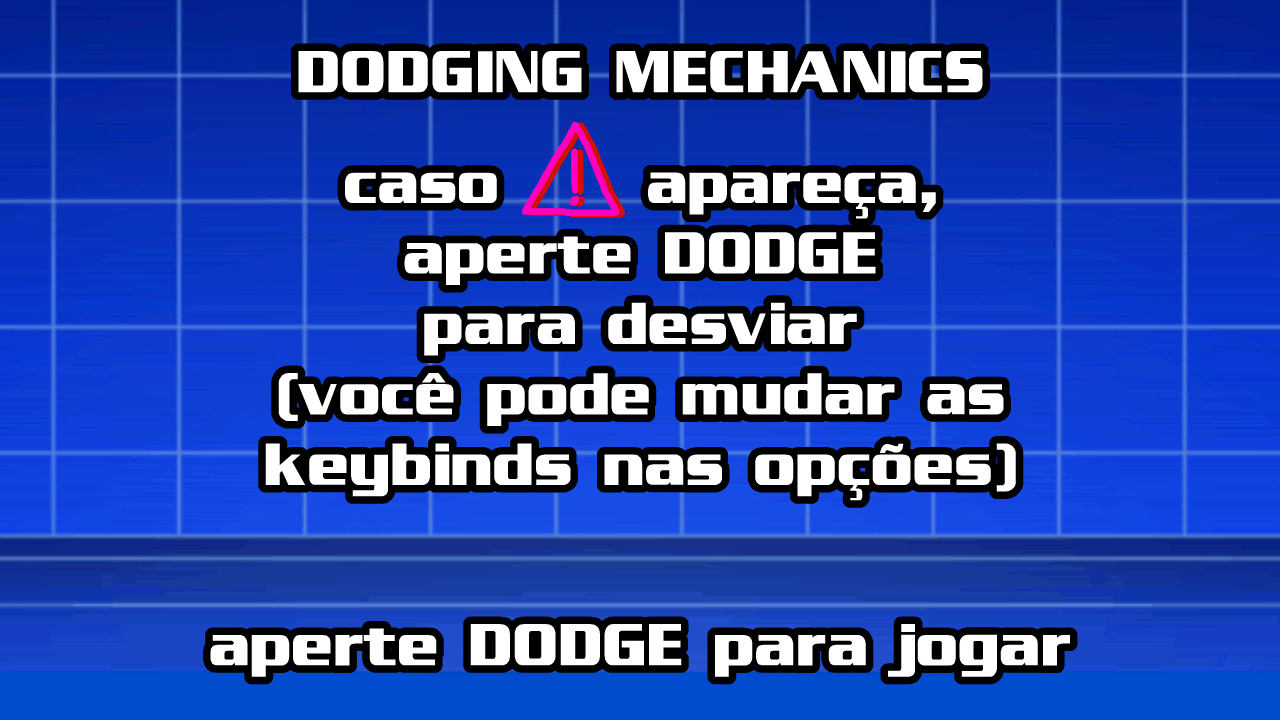 DODGING MECHANICS
caso ! apareça,
aperte DODGE
para desviar
(você pode mudar as
keybinds nas opções)
aperte DODGE para jogar